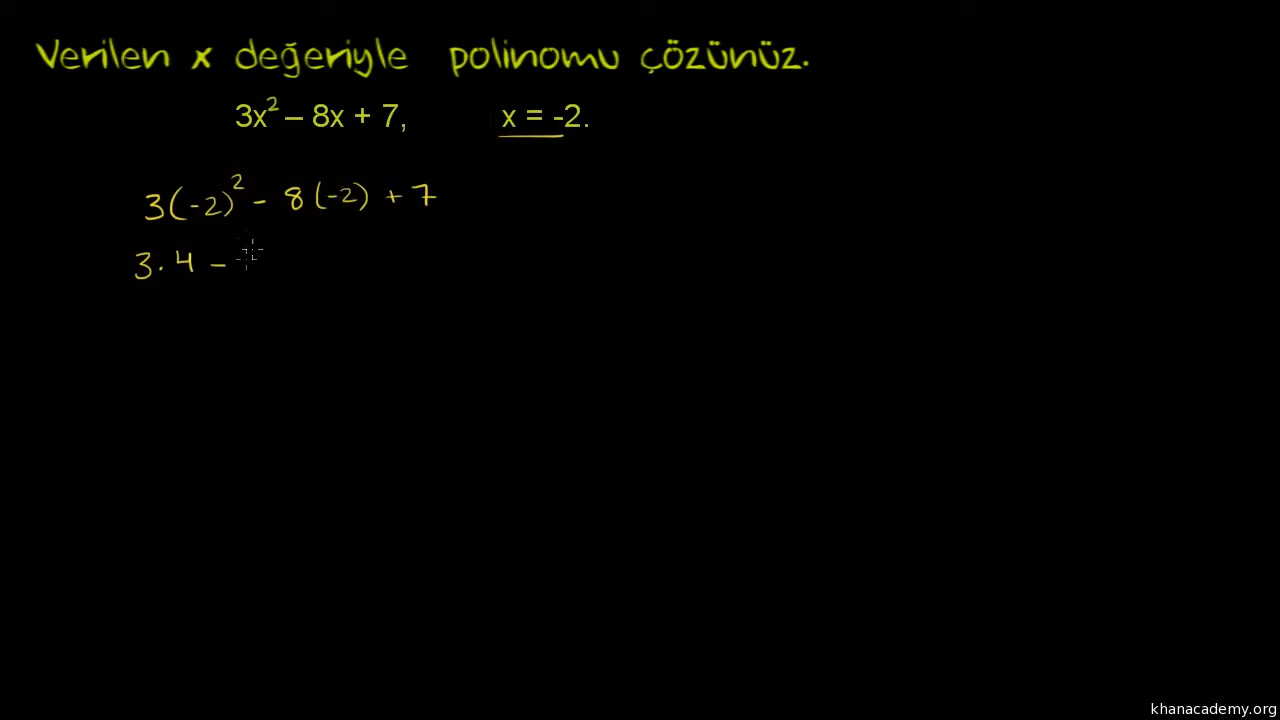 Verilen x değeriyle polinomu çözünüz.
3x² – 8x + 7, x = -2.
3(-2)² - 8(-2) + 7
3.4 -
khanacademy.org